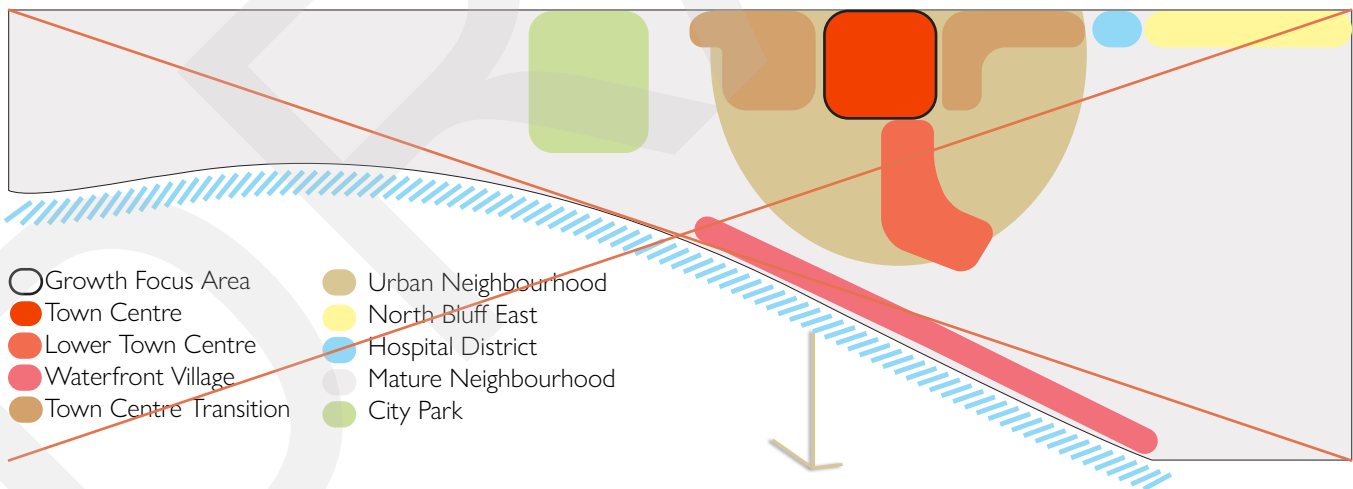 Growth Focus Area
Town Centre
Lower Town Centre
Waterfront Village
Town Centre Transition
Urban Neighbourhood
North Bluff East
Hospital District
Mature Neighbourhood
City Park